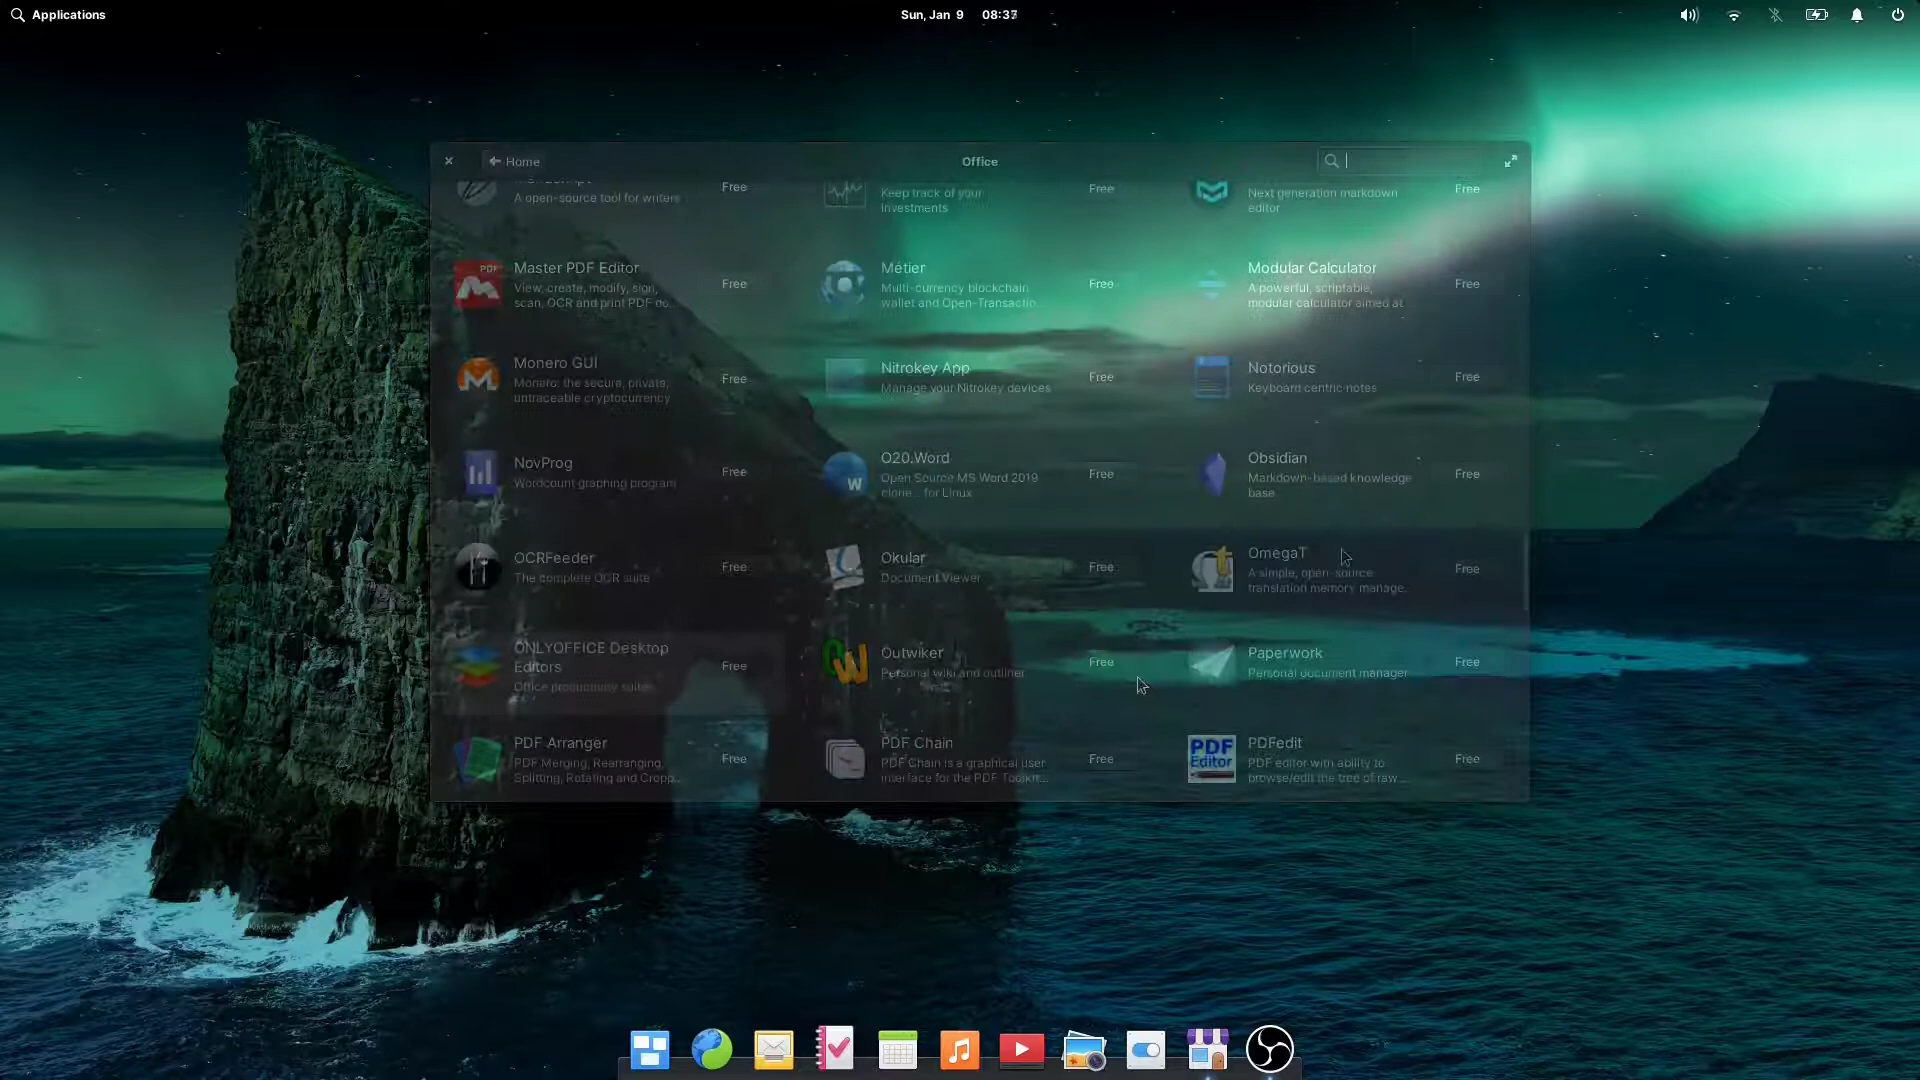 Applications
Sun, Jan 9
Home
Office
A open-source tool for writers
Free
Keep track of your
investments
Free
Next generation markdown
editor
Free
Master PDF Editor
View, create, modify, sign,
scan, OCR and print PDF do...
Free
Métier
Multi-currency blockchain
wallet and Open-Transactio...
Free
Modular Calculator
A powerful, scriptable,
modular calculator aimed at...
Free
Monero GUI
Monero: the secure, private,
untraceable cryptocurrency
Free
Nitrokey App
Manage your Nitrokey devices
Free
Notorious
Keyboard centric notes
Free
NovProg
Wordcount graphing program
Free
O20.Word
Open Source MS Word 2019
clone... for Linux
Free
Obsidian
Markdown-based knowledge
base
Free
OCRFeeder
The complete OCR suite
Free
Okular
Document Viewer
Free
OmegaT
A simple, open-source
translation memory manage...
Free
ONLYOFFICE Desktop
Editors
Office productivity suite
Free
Outwiker
Personal wiki and outliner
Free
Paperwork
Personal document manager
Free
PDF Arranger
PDF Merging, Rearranging,
Splitting, Rotating and Cropp...
Free
PDF Chain
PDF Chain is a graphical user
interface for the PDF Toolkit...
Free
PDF
Editor
PDFedit
PDF editor with ability to
browse/edit the tree of raw...
Free